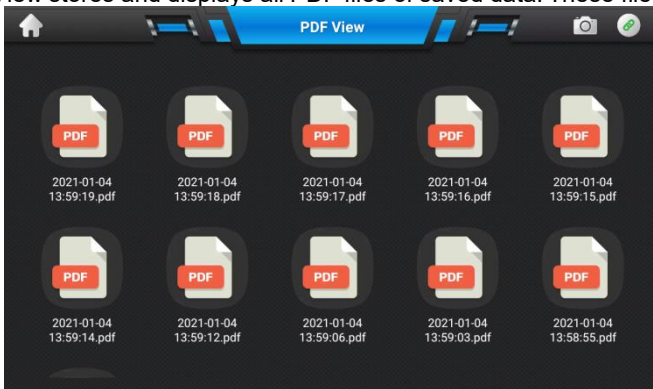 PDF View
PDF
PDF
PDF
PDF
PDF
2021-01-04
13:59:19.pdf
2021-01-04
13:59:18.pdf
2021-01-04
13:59:17.pdf
2021-01-04
13:59:16.pdf
2021-01-04
13:59:15.pdf
PDF
PDF
PDF
PDF
PDF
2021-01-04
13:59:14.pdf
2021-01-04
13:59:12.pdf
2021-01-04
13:59:06.pdf
2021-01-04
13:59:03.pdf
2021-01-04
13:58:55.pdf